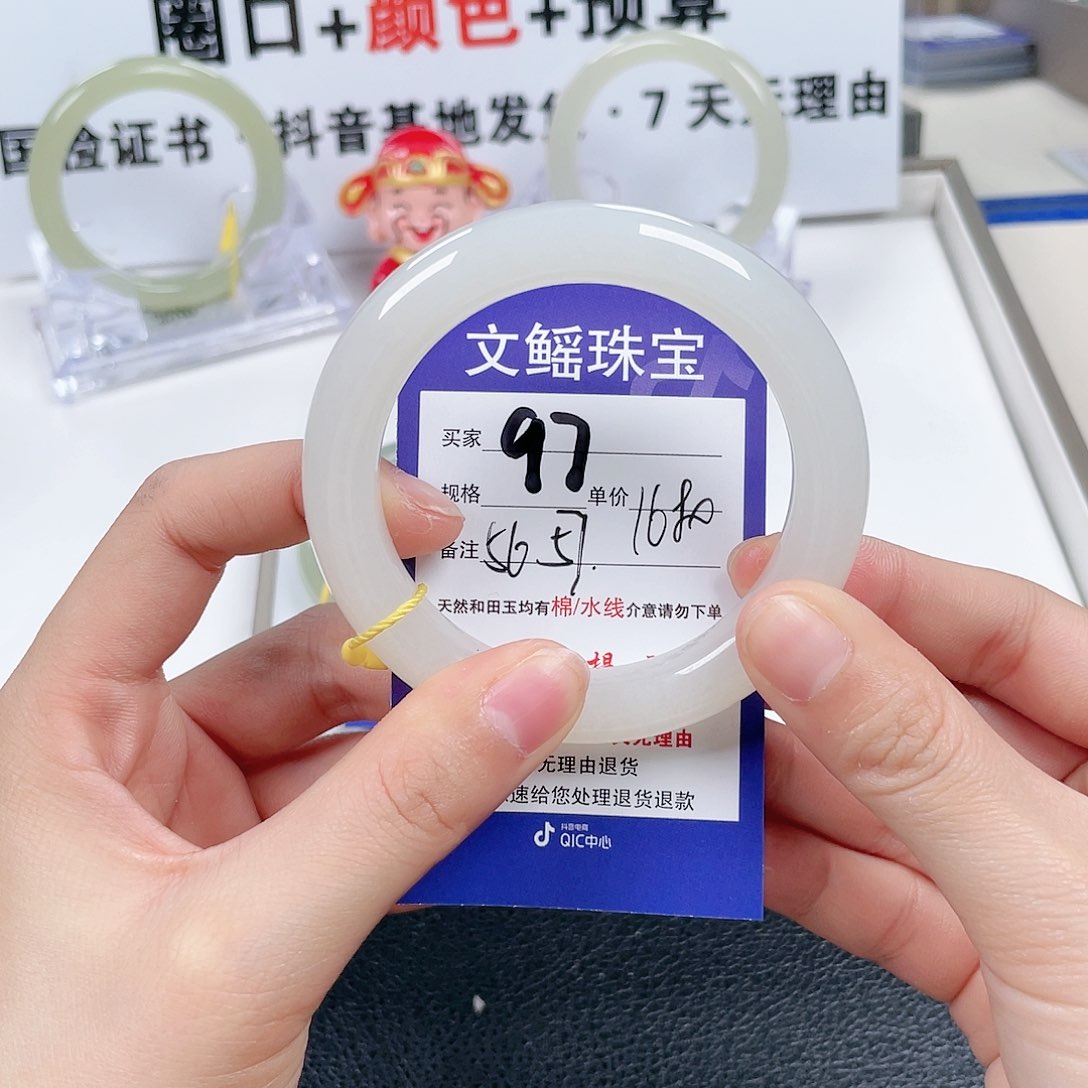 圈口+颜色+预算
国检证书·抖音基地发货·7天无理由
文鳐珠宝
买家 97
规格 单价 1680
备注 56.57.
天然和田玉均有棉/水线介意请勿下单
无理由
无理由退货
速给您处理退货退款
抖音电商
QIC中心